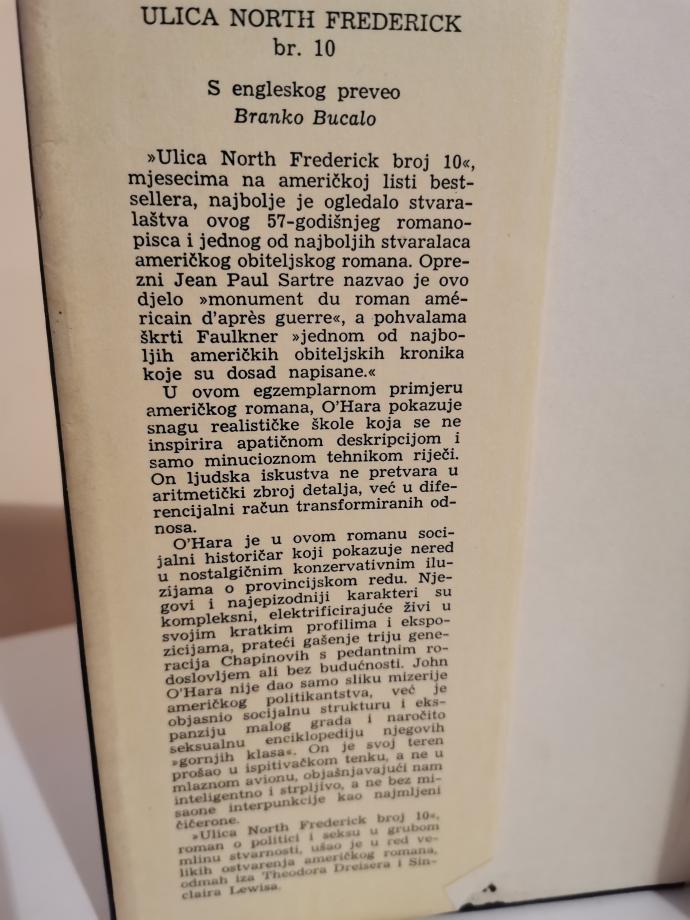 ULICA NORTH FREDERICK
br. 10
S engleskog preveo
Branko Bucalo
»Ulica North Frederick broj 10«,
mjesecima na američkoj listi best-
sellera, najbolje je ogledalo stvara-
laštva ovog 57-godišnjeg romano-
pisca i jednog od najboljih stvaralaca
američkog obiteljskog romana. Opre-
zni Jean Paul Sartre nazvao je ovo
djelo »monument du roman amé-
ricain d'après guerre«, a pohvalama
škrti Faulkner »jednom od najbo-
ljih američkih obiteljskih kronika
koje su dosad napisane.«
U ovom egzemplarnom primjeru
američkog romana, O'Hara pokazuje
snagu realističke škole koja se ne
inspirira apatičnom deskripcijom i
samo minucioznom tehnikom riječi.
On ljudska iskustva ne pretvara u
aritmetički zbroj detalja, već u dife-
rencijalni račun transformiranih od-
nosa.
O'Hara je u ovom romanu soci-
jalni historičar koji pokazuje nered
u nostalgičnim konzervativnim ilu-
zijama o provincijskom redu. Nje-
govi i najepizodniji karakteri su
kompleksni, elektrificirajuće živi u
svojim kratkim profilima i ekspo-
zicijama, prateći gašenje triju gene-
racija Chapinovih s pedantnim ro-
doslovljem ali bez budućnosti. John
O'Hara nije dao samo sliku mizerije
američkog politikantstva, već je
objasnio socijalnu strukturu i eks-
panziju malog grada i naročito
seksualnu enciklopediju njegovih
»gornjih klasa«. On je svoj teren
prošao u ispitivačkom tenku, a ne u
mlaznom avionu, objašnjavajući nam
inteligentno i strpljivo, a ne bez mi-
saone interpunkcije kao najmljeni
čičerone.
»Ulica North Frederick broj 10«,
roman o politici i seksu u grubom
mlinu stvarnosti, ušao je u red ve-
likih ostvarenja američkog romana,
odmah iza Theodora Dreisera i Sin-
claira Lewisa.